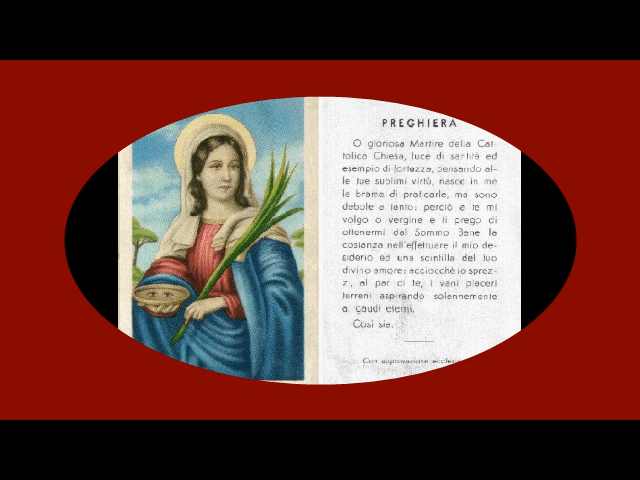 PREGHIERA
O gloriosa Martire della Cat-
tolica Chiesa, luce di santità ed
esempio di fortezza, pensando al-
le tue sublimi virtù, nasce in me
la brama di praticarle, ma sono
debole a tanto: perciò a te mi
volgo o vergine e ti prego di
ottenermi dal Sommo Bene la
costanza nell'effettuare il mio de-
siderio ed una scintilla del tuo
divino amore: acciocchè io sprez-
zi, al par di te, i vani piaceri
terreni aspirando solennemente
a gaudi eterni.
Così sia.
Con approvazione